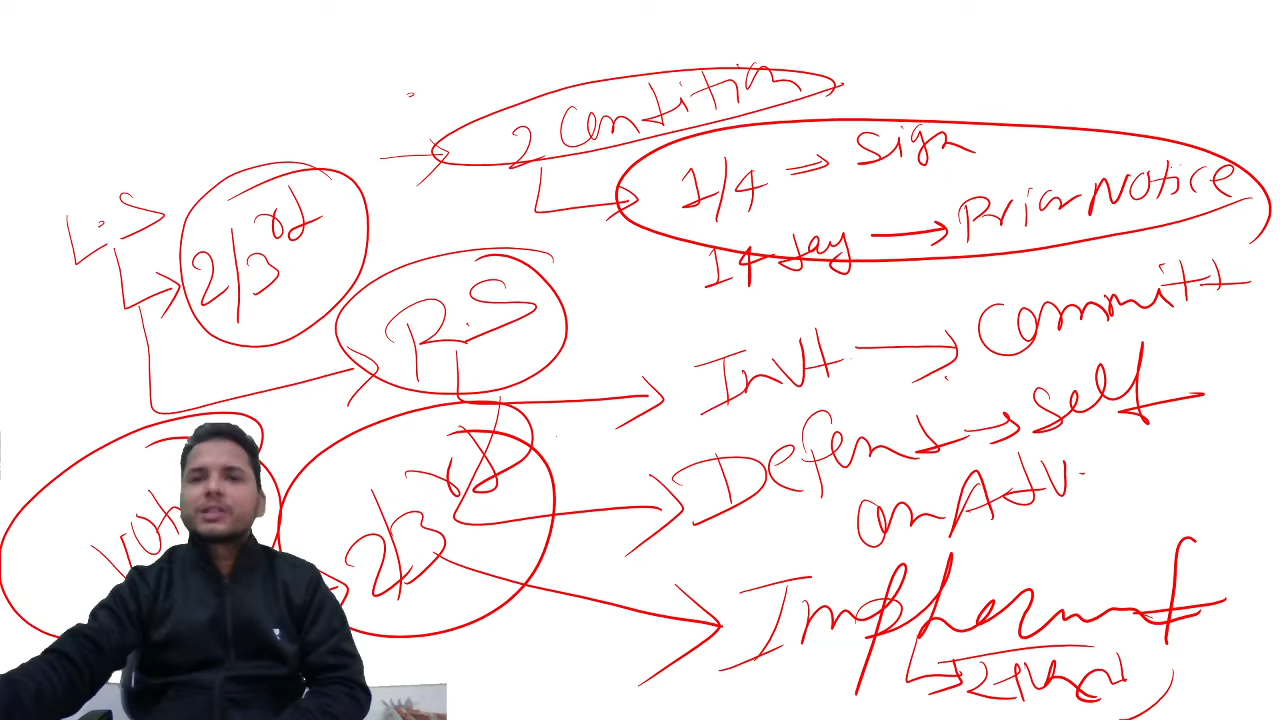 2 Condition
1/4 ⇒ Sign
14 day → Prior Notice
L.S
2/3rd
R.S
Invt → Committ
Defend → Self
on Adv.
Vot
2/3rd